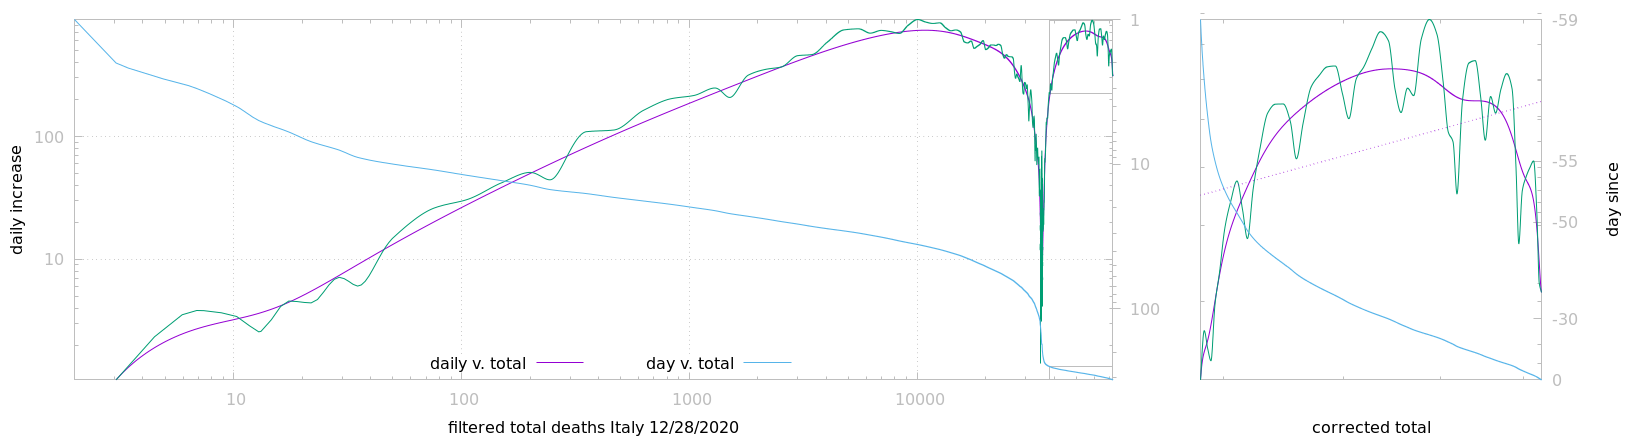 daily increase
100
10
daily v. total
day v. total
10
100
1000
10000
filtered total deaths Italy 12/28/2020
1
10
100
-59
-55
-50
-30
0
day since
corrected total